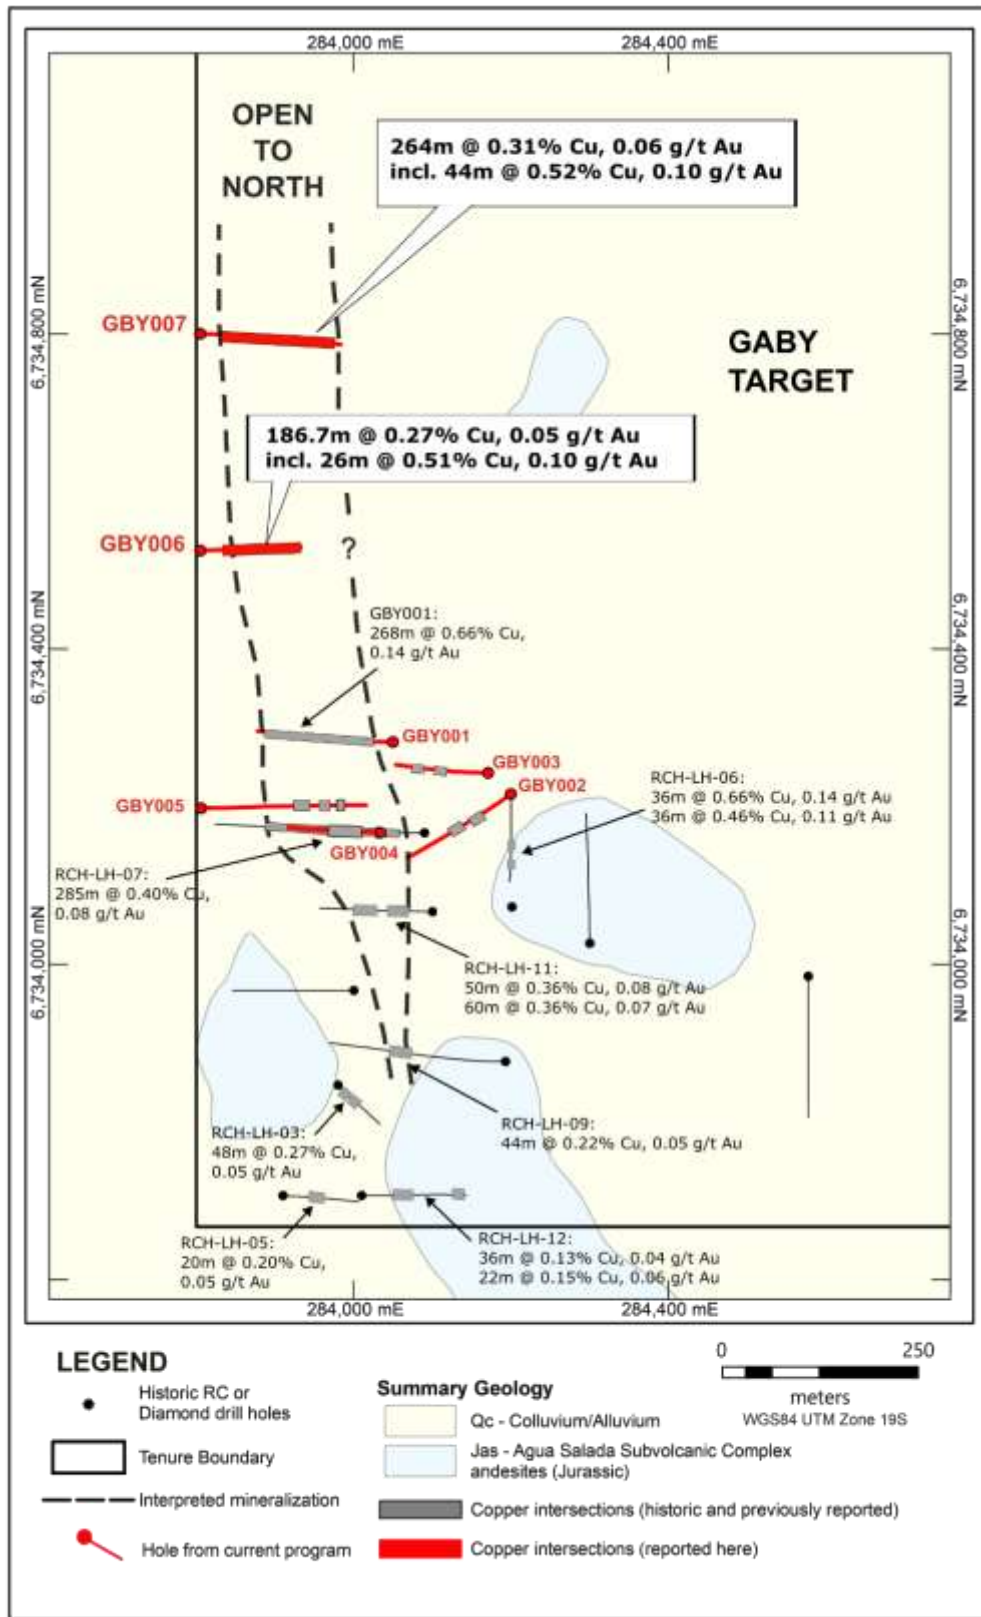 284,000 mE
284,400 mE
OPEN
TO
NORTH
264m @ 0.31% Cu, 0.06 g/t Au
incl. 44m @ 0.52% Cu, 0.10 g/t Au
6,734,800 mN
6,734,800 mN
GBY007
GABY
TARGET
186.7m @ 0.27% Cu, 0.05 g/t Au
incl. 26m @ 0.51% Cu, 0.10 g/t Au
GBY006
?
GBY001:
268m @ 0.66% Cu,
0.14 g/t Au
6,734,400 mN
6,734,400 mN
GBY001
GBY003
GBY002
RCH-LH-06:
36m @ 0.66% Cu, 0.14 g/t Au
36m @ 0.46% Cu, 0.11 g/t Au
GBY005
GBY004
RCH-LH-07:
285m @ 0.40% Cu,
0.08 g/t Au
6,734,000 mN
6,734,000 mN
RCH-LH-11:
50m @ 0.36% Cu, 0.08 g/t Au
60m @ 0.36% Cu, 0.07 g/t Au
RCH-LH-03:
48m @ 0.27% Cu,
0.05 g/t Au
RCH-LH-09:
44m @ 0.22% Cu, 0.05 g/t Au
RCH-LH-05:
20m @ 0.20% Cu,
0.05 g/t Au
RCH-LH-12:
36m @ 0.13% Cu, 0.04 g/t Au
22m @ 0.15% Cu, 0.06 g/t Au
284,000 mE
284,400 mE
LEGEND
Historic RC or
Diamond drill holes
Tenure Boundary
Interpreted mineralization
Hole from current program
Summary Geology
Qc - Colluvium/Alluvium
Jas - Agua Salada Subvolcanic Complex
andesites (Jurassic)
Copper intersections (historic and previously reported)
Copper intersections (reported here)
0
250
meters
WGS84 UTM Zone 19S